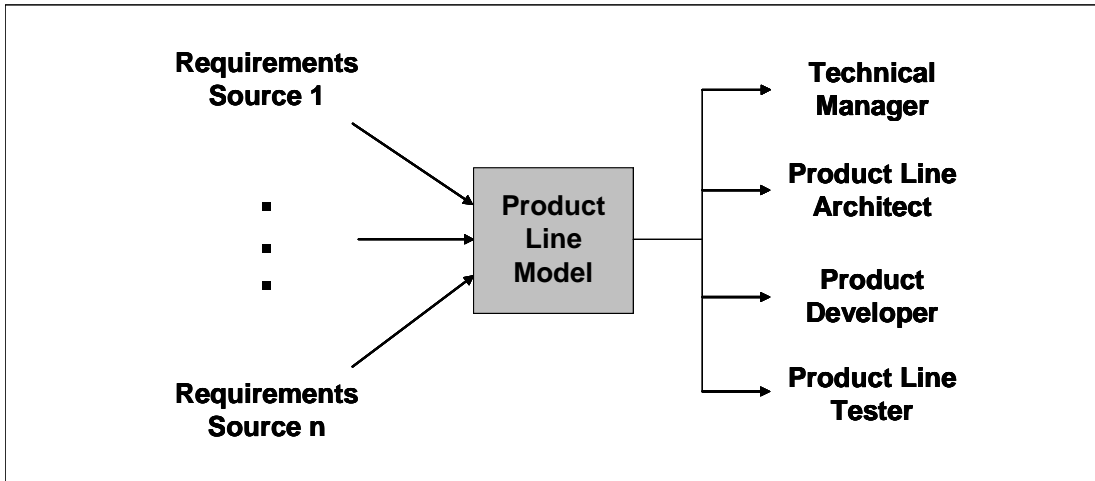 Requirements
Source 1
Requirements
Source n
Product
Line
Model
Technical
Manager
Product Line
Architect
Product
Developer
Product Line
Tester